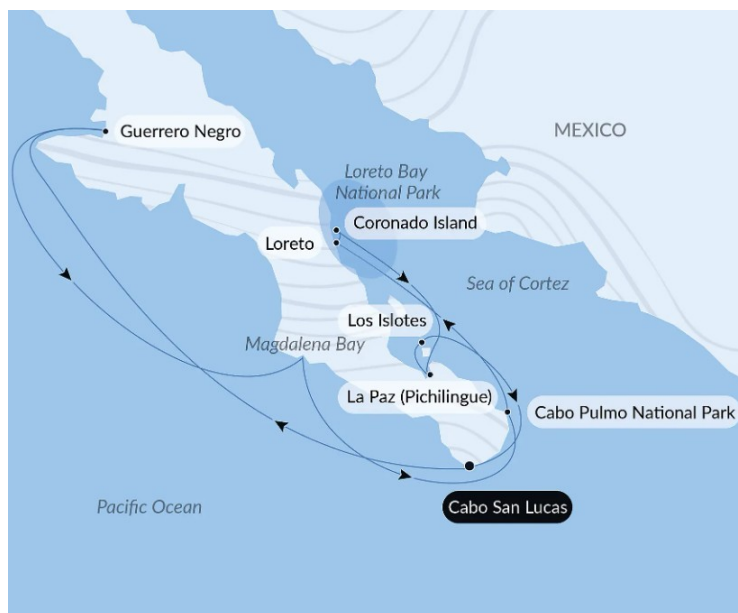 Guerrero Negro
MEXICO
Loreto Bay
National Park
Coronado Island
Loreto
Sea of Cortez
Los Islotes
Magdalena Bay
La Paz (Pichilingue)
Cabo Pulmo National Park
Pacific Ocean
Cabo San Lucas